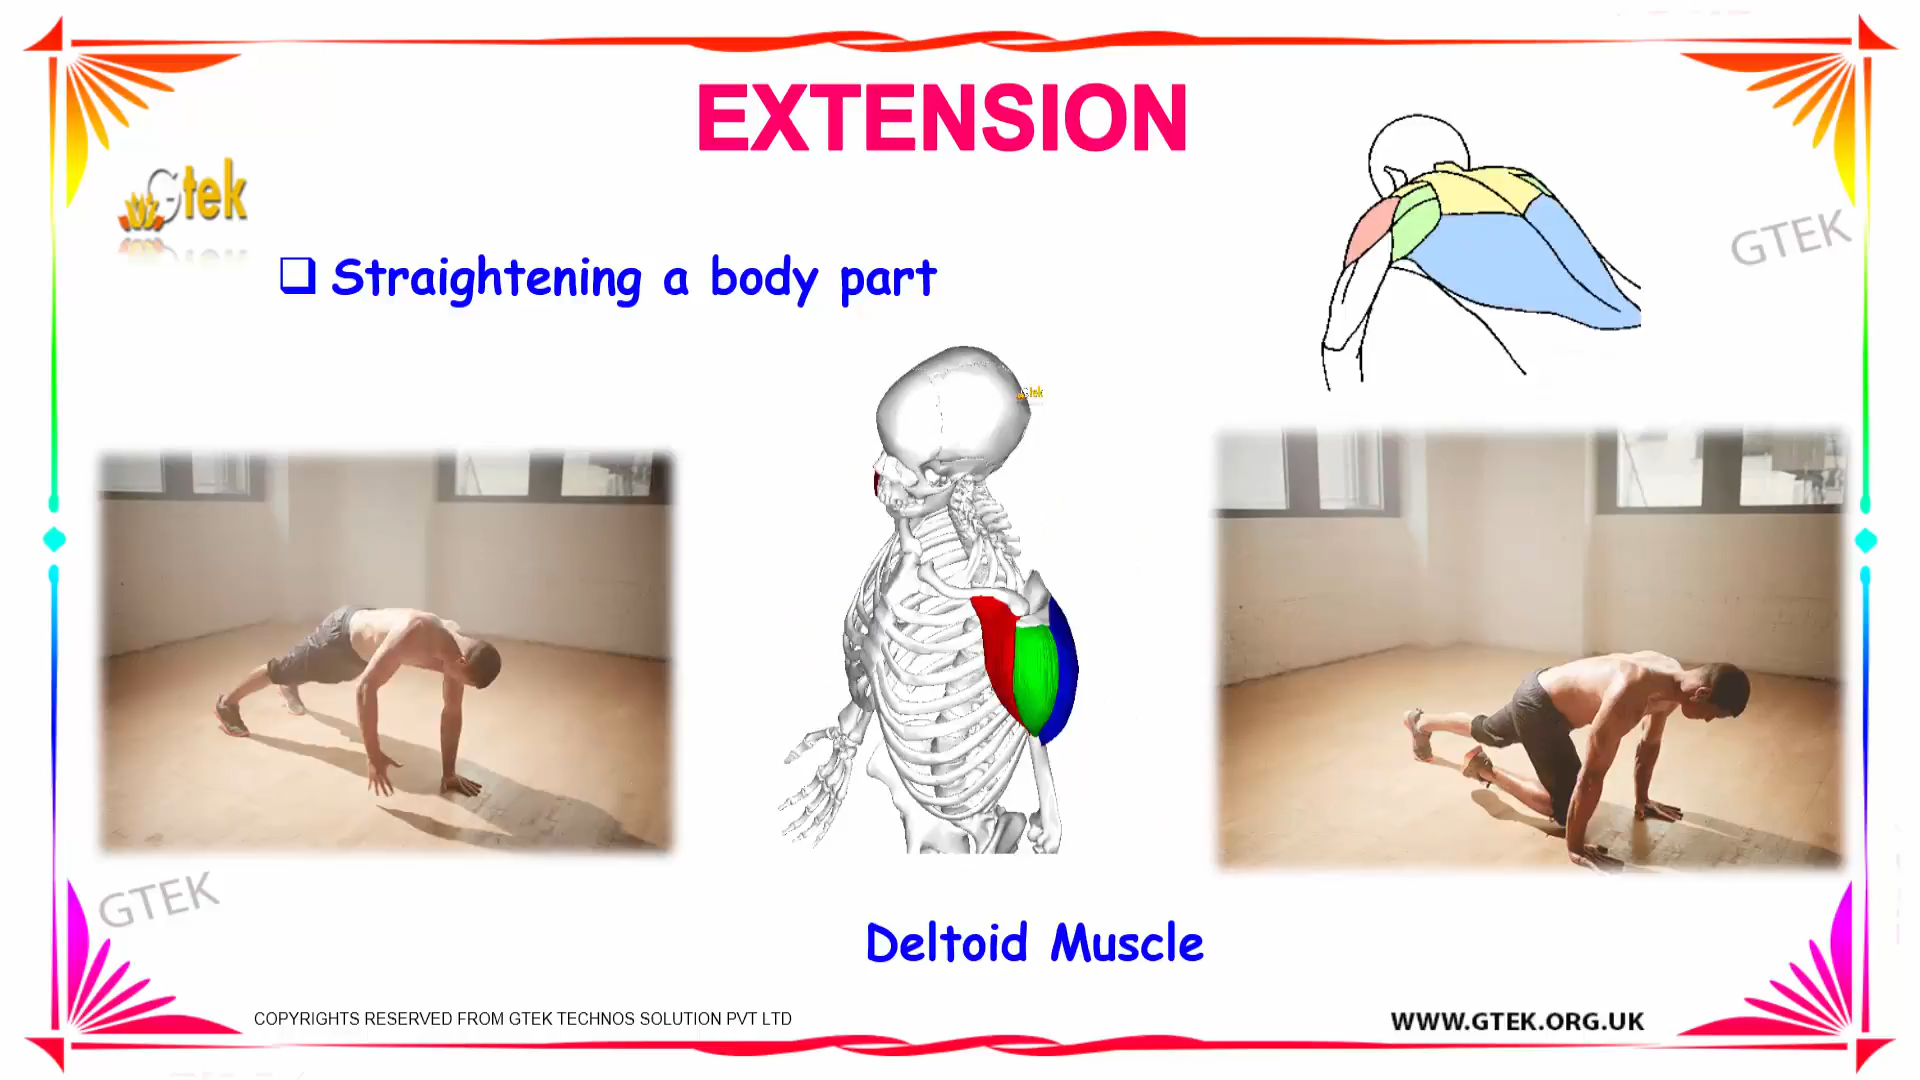 EXTENSION
Gtek
GTEK
❑ Straightening a body part
Gtek
GTEK
Deltoid Muscle
COPYRIGHTS RESERVED FROM GTEK TECHNOS SOLUTION PVT LTD
WWW.GTEK.ORG.UK